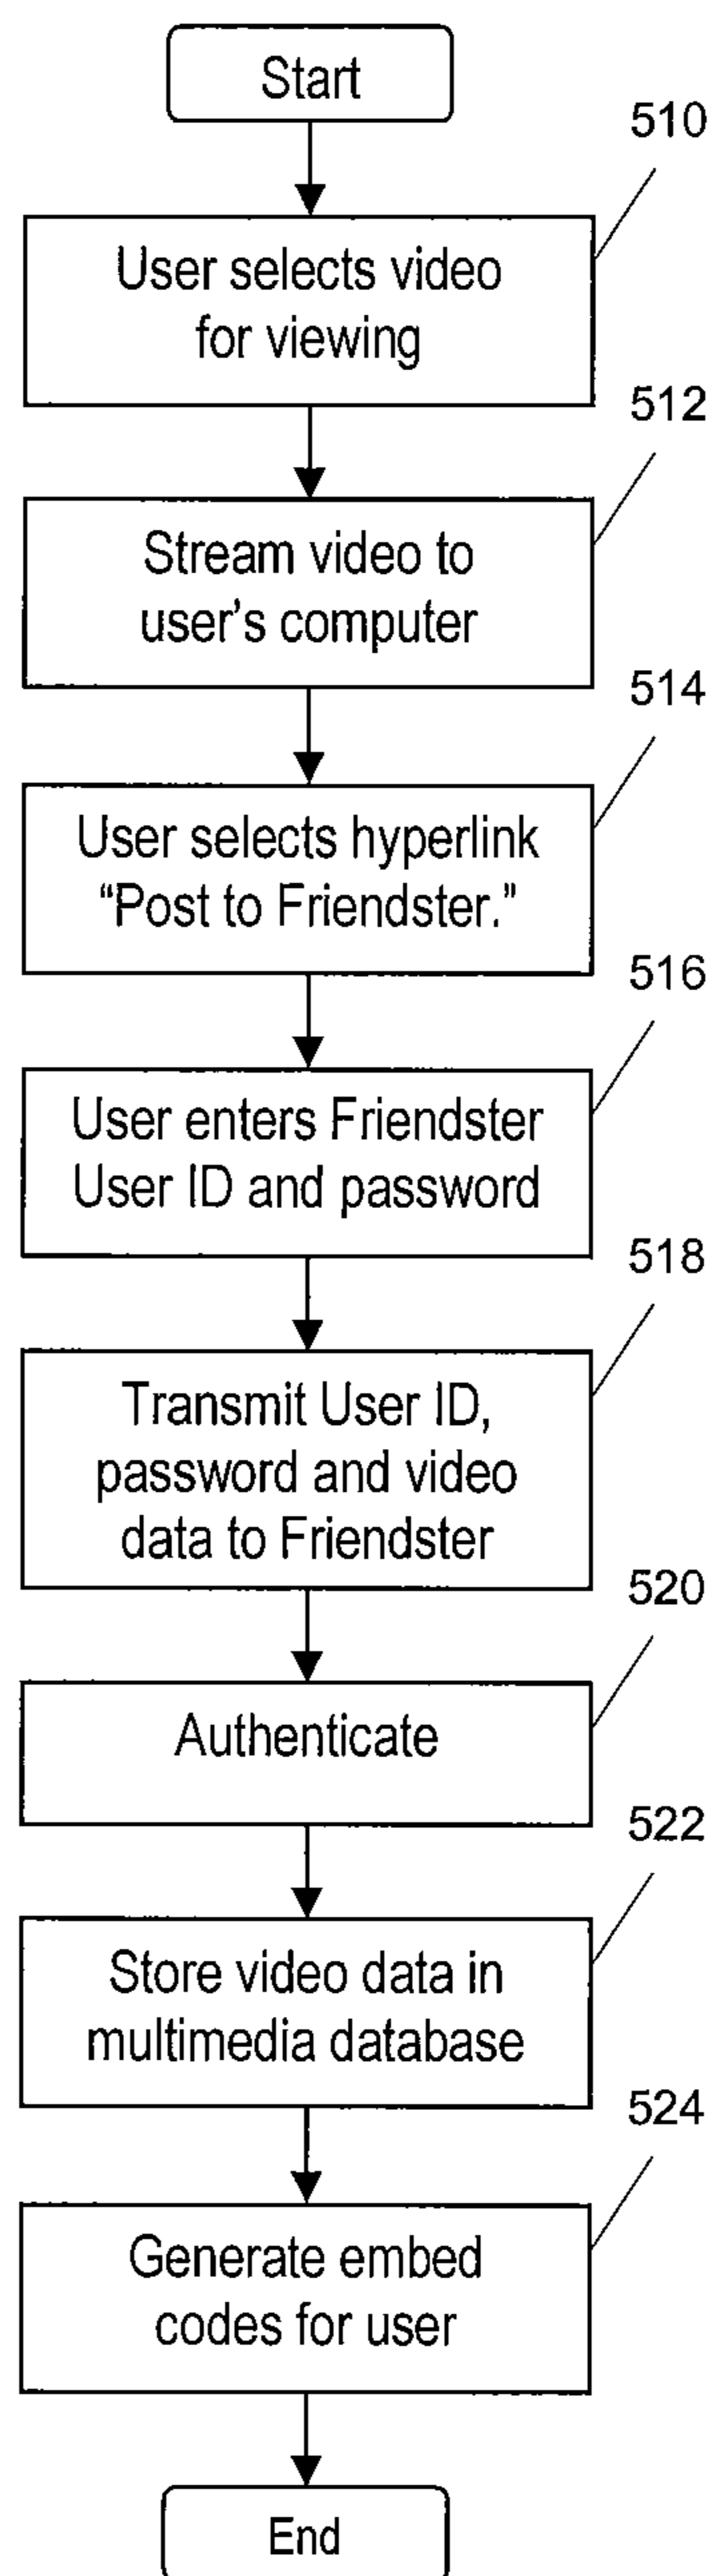 Start
510
User selects video
for viewing
512
Stream video to
user's computer
514
User selects hyperlink
“Post to Friendster.”
516
User enters Friendster
User ID and password
518
Transmit User ID,
password and video
data to Friendster
520
Authenticate
522
Store video data in
multimedia database
524
Generate embed
codes for user
End